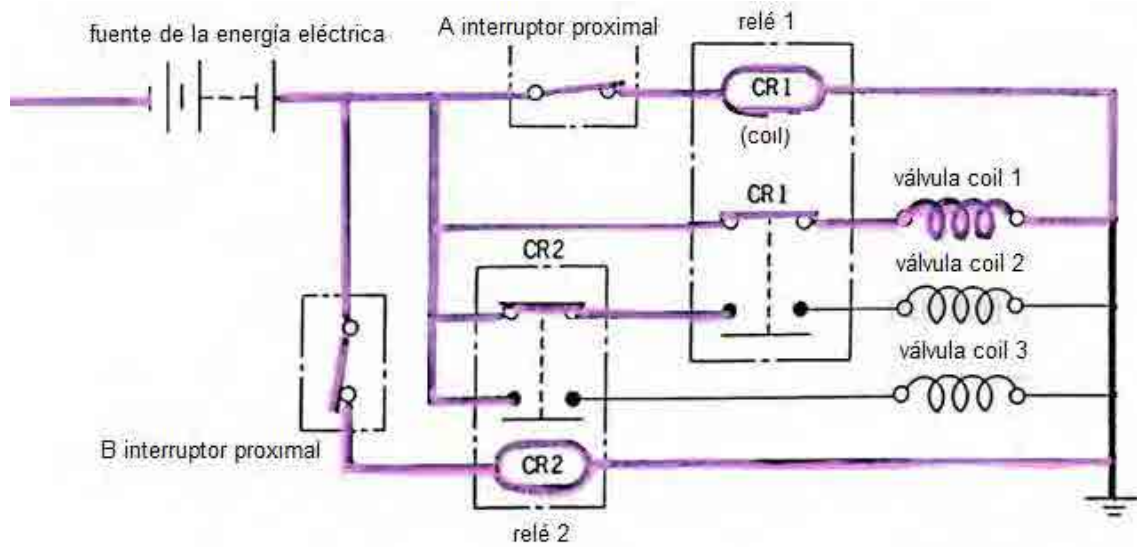 fuente de la energía eléctrica
A interruptor proximal
relé 1
CR1
(coil)
CR1
válvula coil 1
CR2
válvula coil 2
válvula coil 3
B interruptor proximal
CR2
relé 2